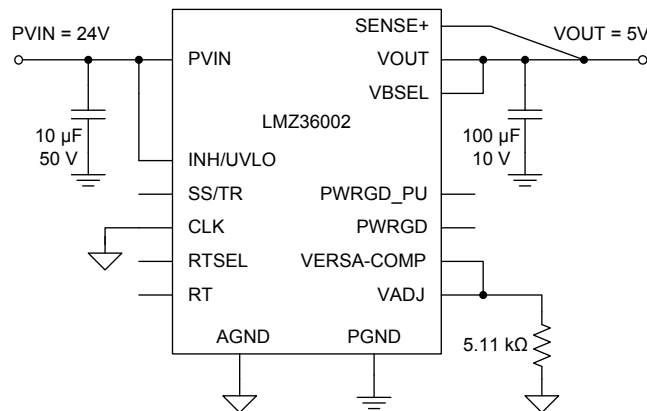 PVIN = 24V
SENSE+
VOUT = 5V
PVIN
VOUT
VBSEL
LMZ36002
10 µF
50 V
100 µF
10 V
INH/UVLO
SS/TR
PWRGD_PU
CLK
PWRGD
RTSEL
VERSA-COMP
RT
VADJ
AGND
PGND
5.11 kΩ